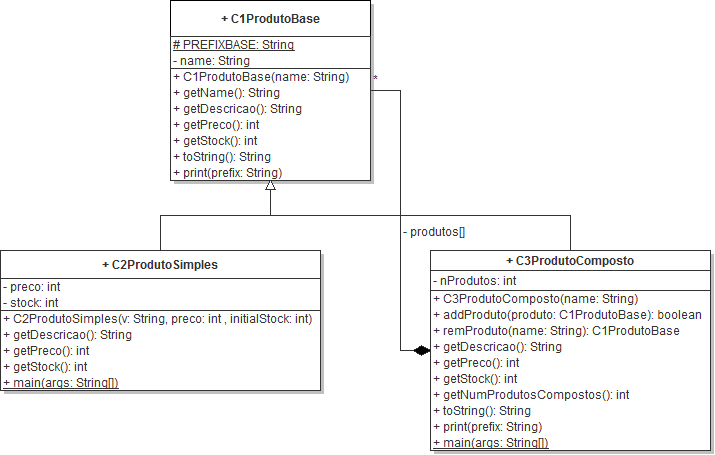 + C1ProdutoBase
# PREFIXBASE: String
- name: String
+ C1ProdutoBase(name: String)
+ getName(): String
+ getDescricao(): String
+ getPreco(): int
+ getStock(): int
+ toString(): String
+ print(prefix: String)
*
- produtos[]
+ C2ProdutoSimples
- preco: int
- stock: int
+ C2ProdutoSimples(v: String, preco: int , initialStock: int)
+ getDescricao(): String
+ getPreco(): int
+ getStock(): int
+ main(args: String[])
+ C3ProdutoComposto
- nProdutos: int
+ C3ProdutoComposto(name: String)
+ addProduto(produto: C1ProdutoBase): boolean
+ remProduto(name: String): C1ProdutoBase
+ getDescricao(): String
+ getPreco(): int
+ getStock(): int
+ getNumProdutosCompostos(): int
+ toString(): String
+ print(prefix: String)
+ main(args: String[])